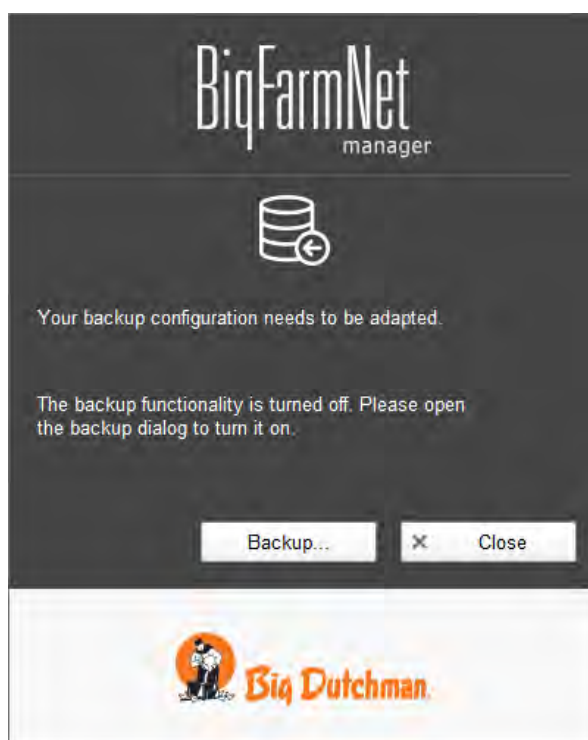 BigFarmNet
manager
Your backup configuration needs to be adapted.
The backup functionality is turned off. Please open
the backup dialog to turn it on.
Backup...
Close
Big Dutchman